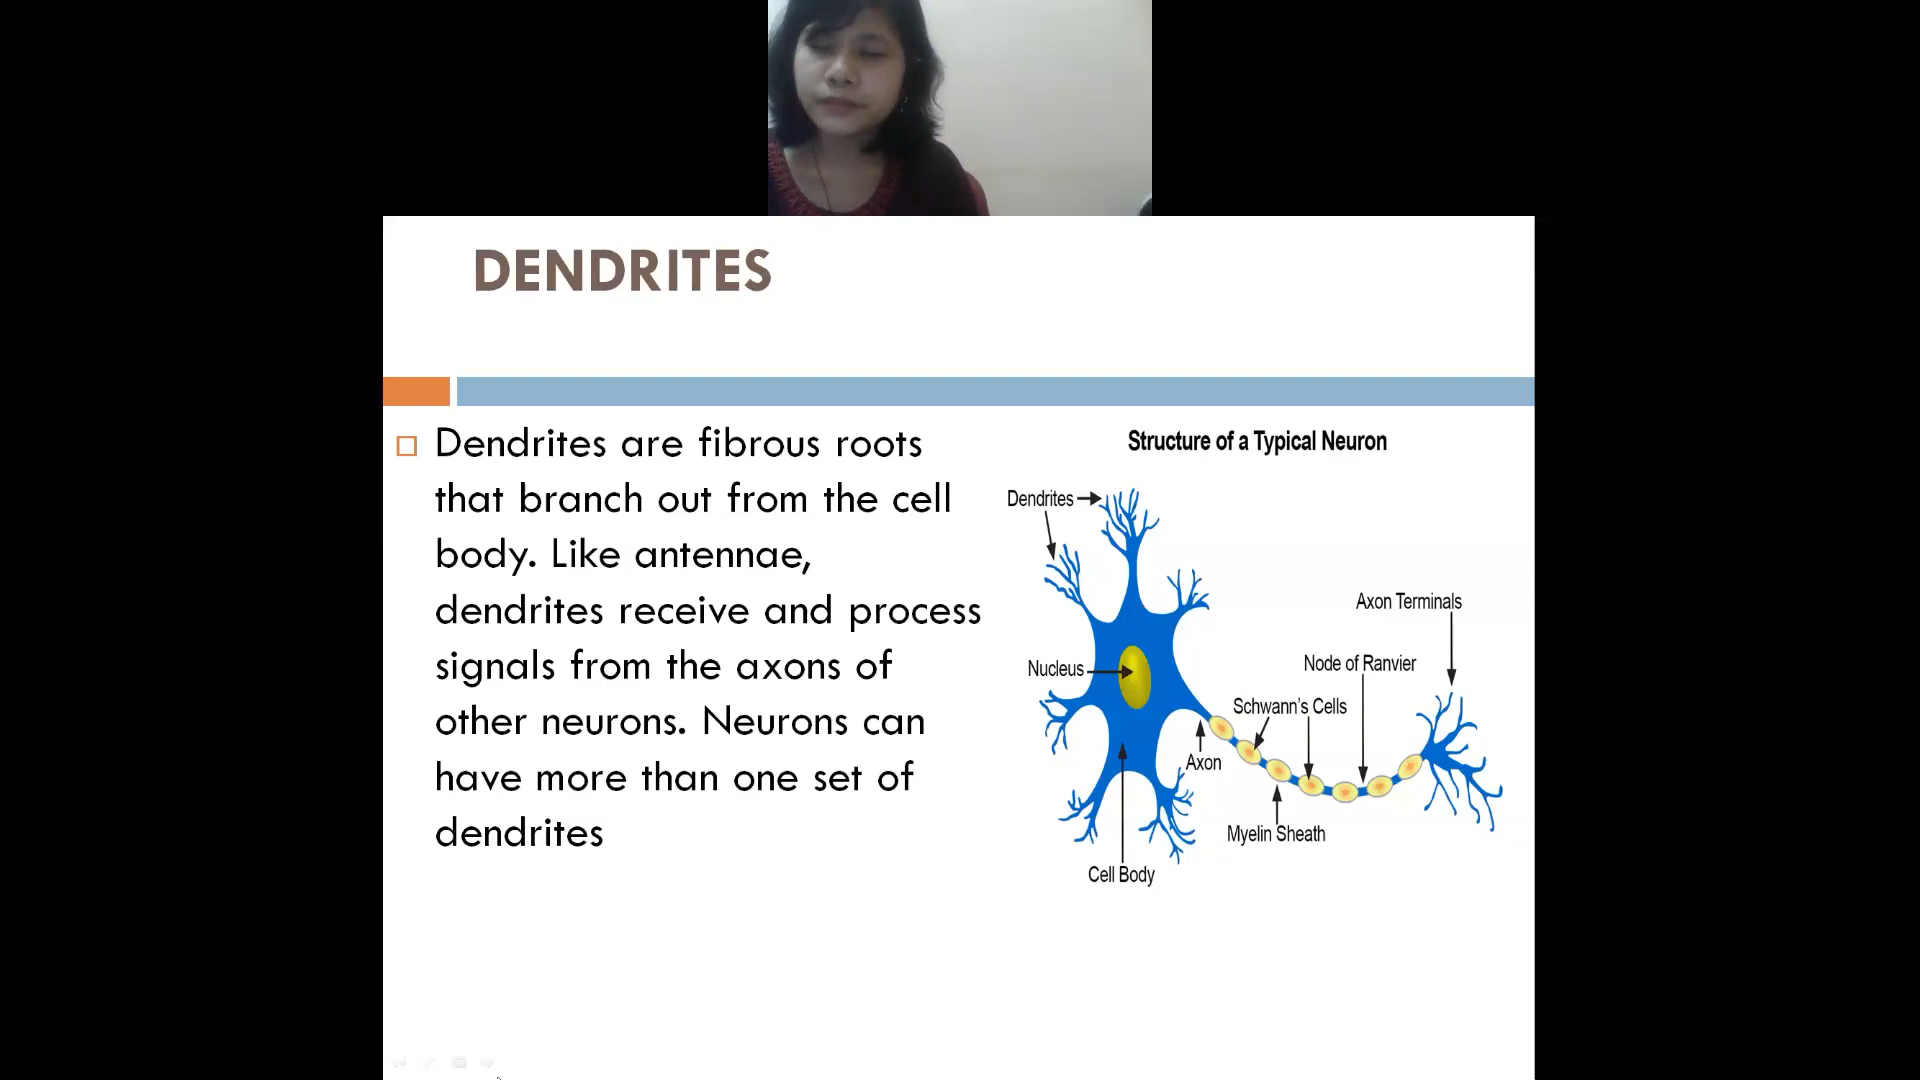 DENDRITES
Dendrites are fibrous roots
that branch out from the cell
body. Like antennae,
dendrites receive and process
signals from the axons of
other neurons. Neurons can
have more than one set of
dendrites
Structure of a Typical Neuron
Dendrites
Axon Terminals
Node of Ranvier
Nucleus
Schwann's Cells
Axon
Myelin Sheath
Cell Body